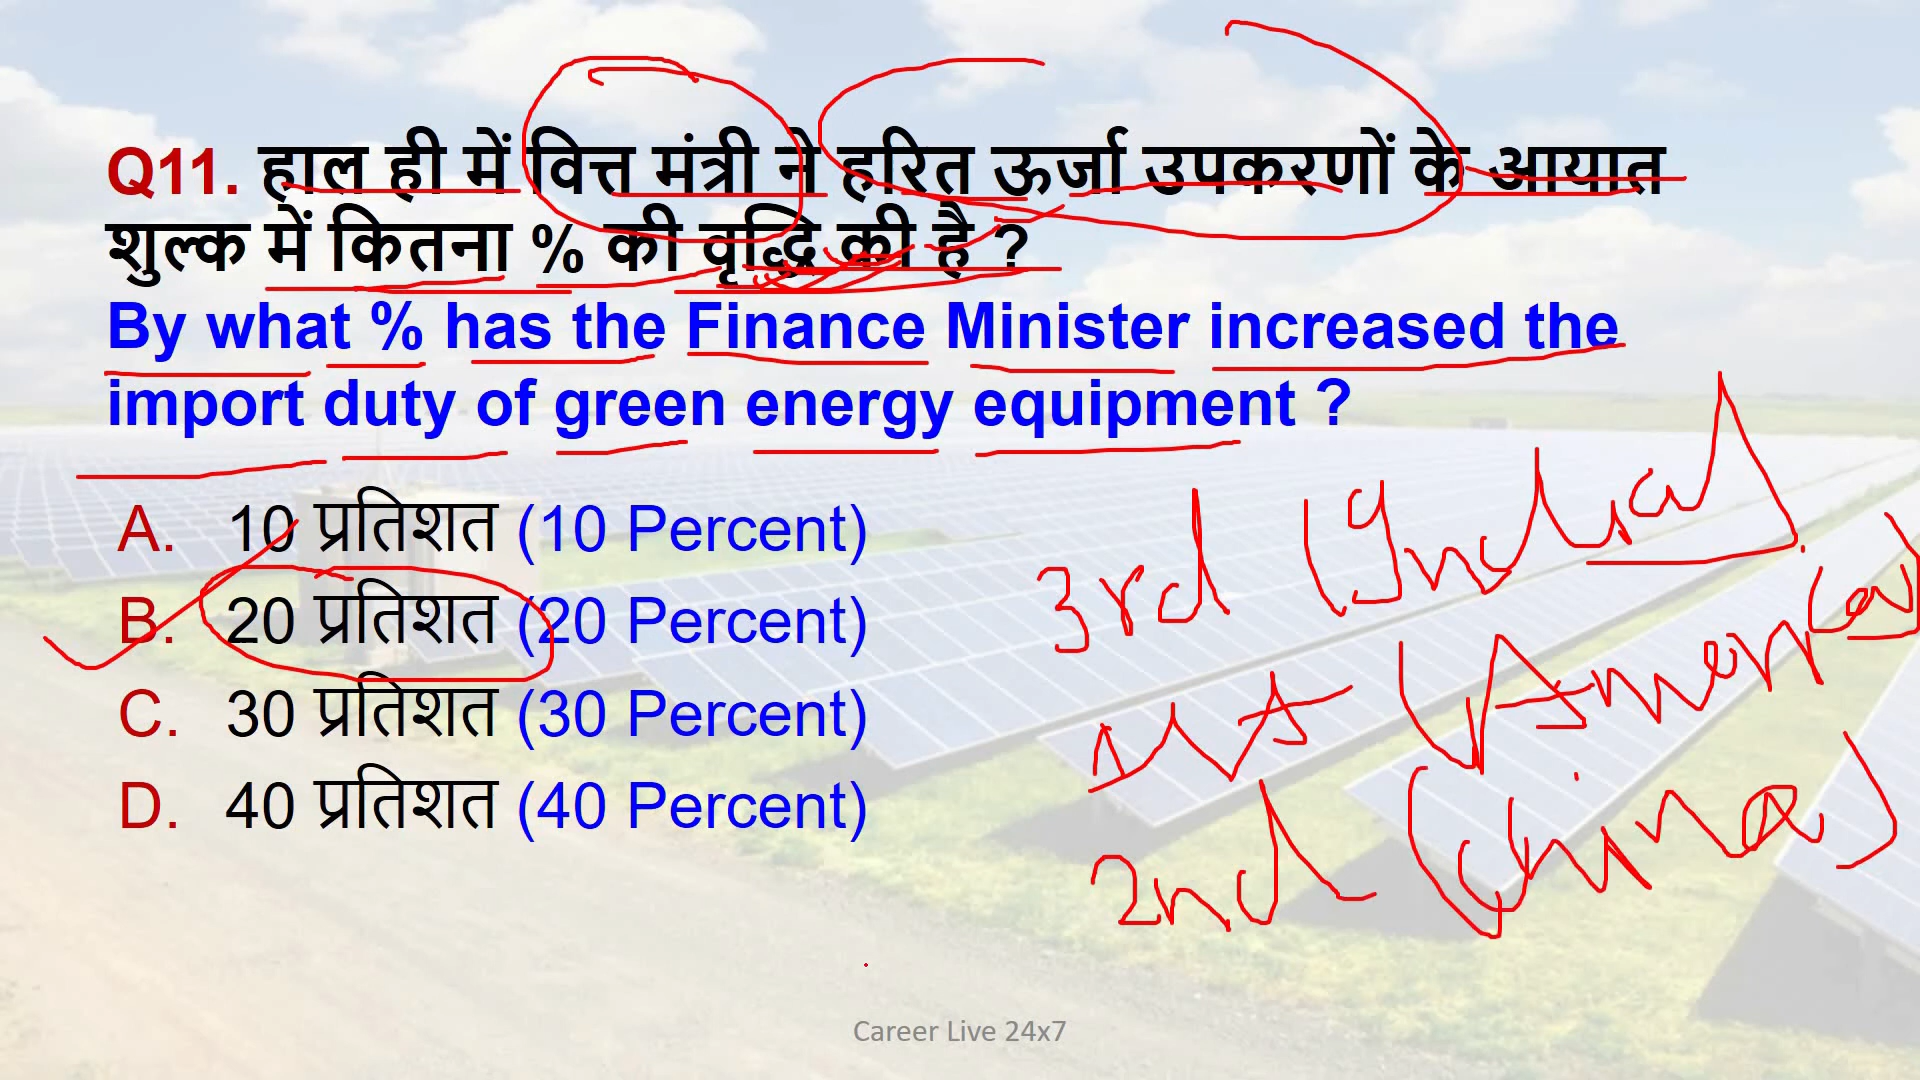 Q11. हाल ही में वित्त मंत्री ने हरित ऊर्जा उपकरणों के आयात
शुल्क में कितना % की वृद्धि की है ?
By what % has the Finance Minister increased the
import duty of green energy equipment ?
A. 10 प्रतिशत (10 Percent)
B. 20 प्रतिशत (20 Percent)
C. 30 प्रतिशत (30 Percent)
D. 40 प्रतिशत (40 Percent)
3rd (India)
1st (America)
2nd (China)
Career Live 24x7